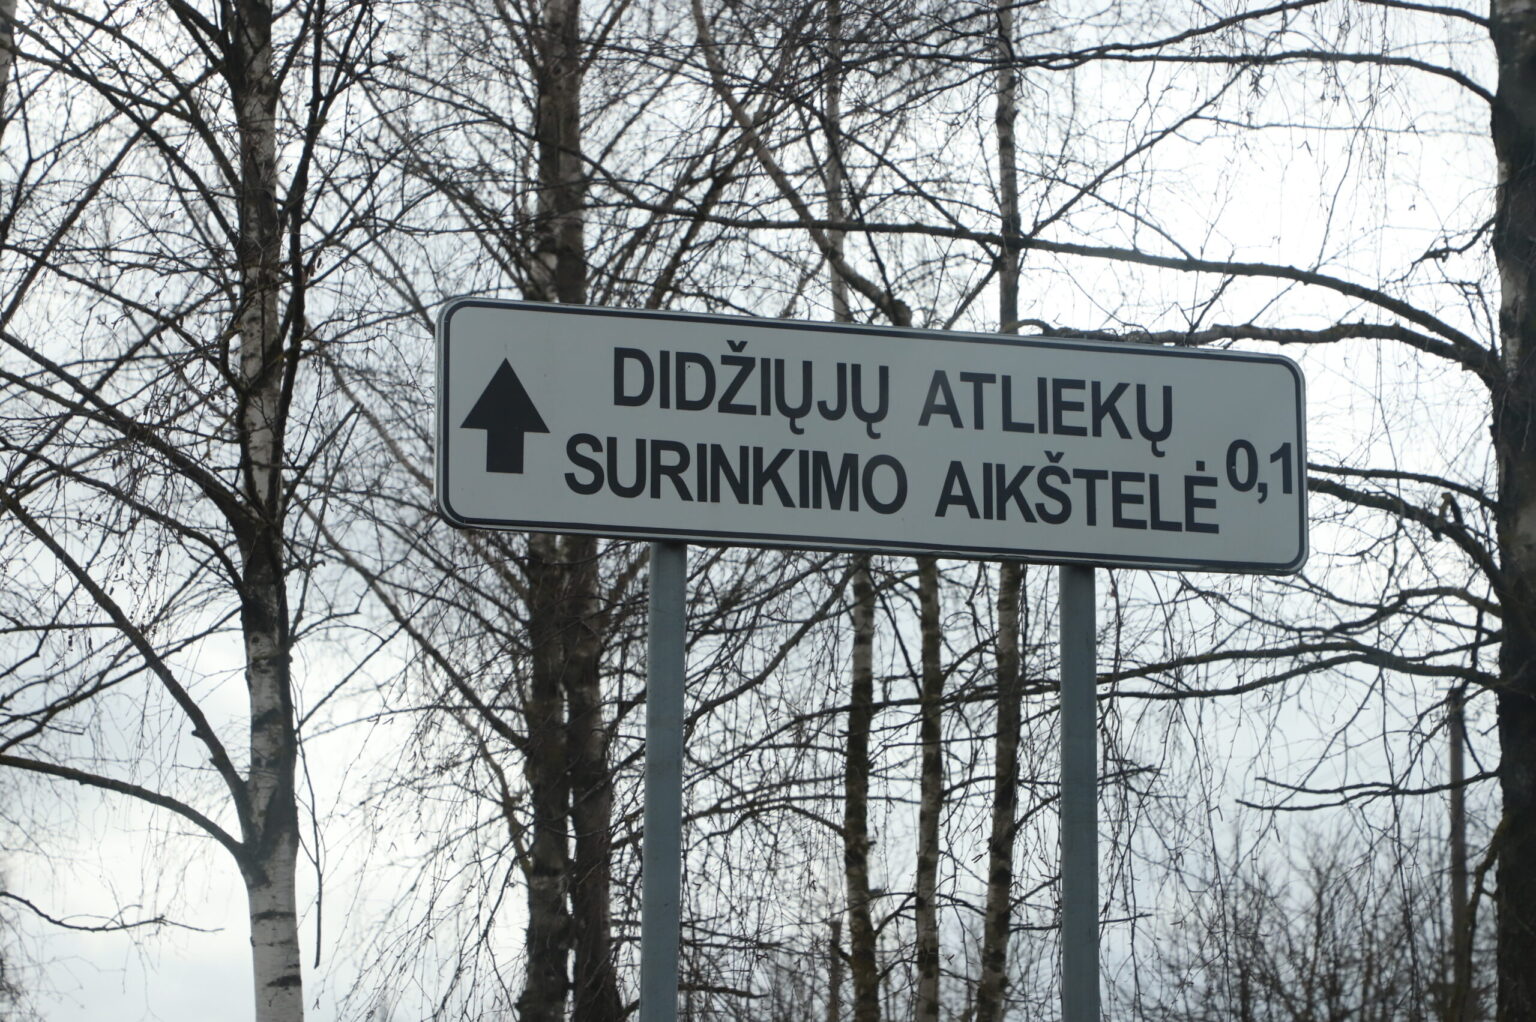 DIDŽIŲJŲ ATLIEKŲ
SURINKIMO AIKŠTELĖ 0,1